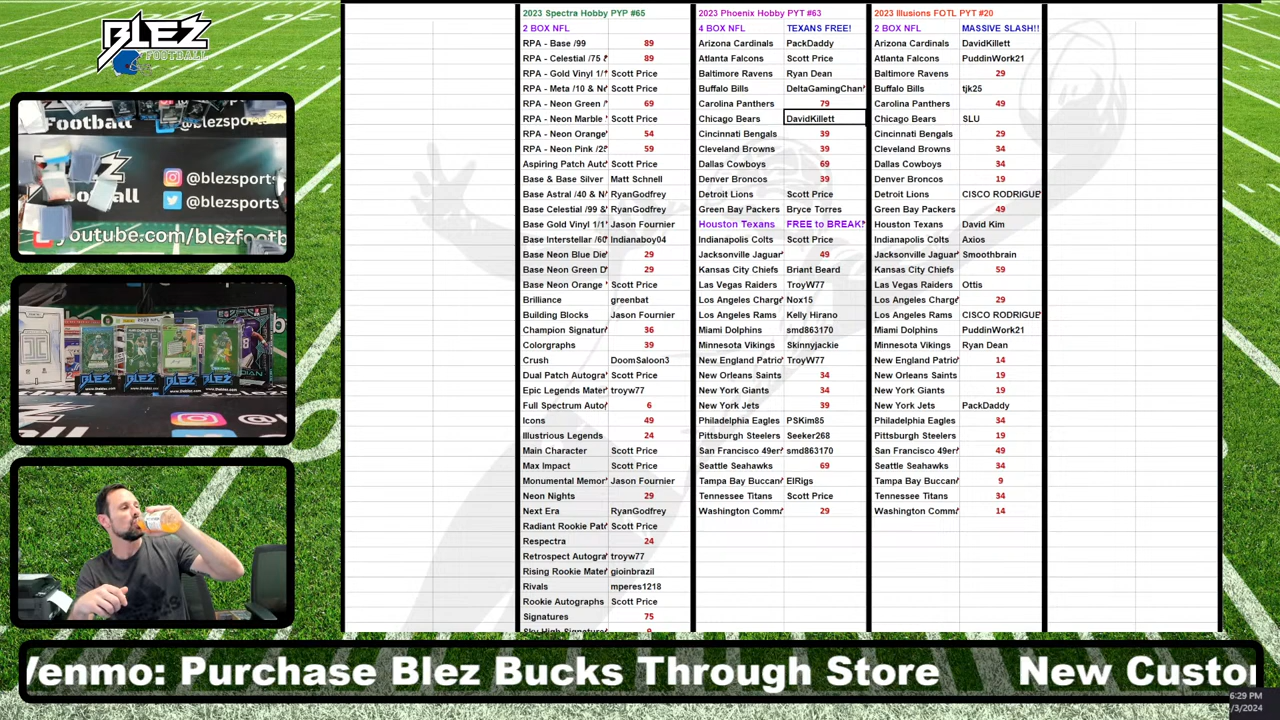 BLEZ
FOOTBALL
Football
@blezsports
@blezsports
youtube.com/blezfootb
BLEZ
BLEZ
BLEZ
BLEZ
2023 Spectra Hobby PYP #65
2 BOX NFL
RPA - Base /99 89
RPA - Celestial /75 89
RPA - Gold Vinyl 1/ Scott Price
RPA - Meta /10 & N Scott Price
RPA - Neon Green / 69
RPA - Neon Marble Scott Price
RPA - Neon Orange 54
RPA - Neon Pink /2 59
Aspiring Patch Aut Scott Price
Base & Base Silver Matt Schnell
Base Astral /40 & N RyanGodfrey
Base Celestial /99 & RyanGodfrey
Base Gold Vinyl 1/1 Jason Fournier
Base Interstellar /60 Indianaboy04
Base Neon Blue Die 29
Base Neon Green D 29
Base Neon Orange Scott Price
Brilliance greenbat
Building Blocks Jason Fournier
Champion Signatur 36
Colorgraphs 39
Crush DoomSaloon3
Dual Patch Autogra Scott Price
Epic Legends Mater troyw77
Full Spectrum Auto 6
Icons 49
Illustrious Legends 24
Main Character Scott Price
Max Impact Scott Price
Monumental Memor Jason Fournier
Neon Nights 29
Next Era RyanGodfrey
Radiant Rookie Pat Scott Price
Respectra 24
Retrospect Autogra troyw77
Rising Rookie Mater gioinbrazil
Rivals mperes1218
Rookie Autographs Scott Price
Signatures 75
Sky High Signatur 9
2023 Phoenix Hobby PYT #63
4 BOX NFL TEXANS FREE!
Arizona Cardinals PackDaddy
Atlanta Falcons Scott Price
Baltimore Ravens Ryan Dean
Buffalo Bills DeltaGamingChan
Carolina Panthers 79
Chicago Bears DavidKillett
Cincinnati Bengals 39
Cleveland Browns 39
Dallas Cowboys 69
Denver Broncos 39
Detroit Lions Scott Price
Green Bay Packers Bryce Torres
Houston Texans FREE to BREAK!
Indianapolis Colts Scott Price
Jacksonville Jaguar 49
Kansas City Chiefs Briant Beard
Las Vegas Raiders TroyW77
Los Angeles Charg Nox15
Los Angeles Rams Kelly Hirano
Miami Dolphins smd863170
Minnesota Vikings Skinnyjackie
New England Patrio TroyW77
New Orleans Saints 34
New York Giants 34
New York Jets 39
Philadelphia Eagles PSKim85
Pittsburgh Steelers Seeker268
San Francisco 49er smd863170
Seattle Seahawks 69
Tampa Bay Buccan ElRigs
Tennessee Titans Scott Price
Washington Comm 29
2023 Illusions FOTL PYT #20
2 BOX NFL MASSIVE SLASH!!
Arizona Cardinals DavidKillett
Atlanta Falcons PuddinWork21
Baltimore Ravens 29
Buffalo Bills tjk25
Carolina Panthers 49
Chicago Bears SLU
Cincinnati Bengals 29
Cleveland Browns 34
Dallas Cowboys 34
Denver Broncos 19
Detroit Lions CISCO RODRIGUE
Green Bay Packers 49
Houston Texans David Kim
Indianapolis Colts Axios
Jacksonville Jaguar Smoothbrain
Kansas City Chiefs 59
Las Vegas Raiders Ottis
Los Angeles Charg 29
Los Angeles Rams CISCO RODRIGUE
Miami Dolphins PuddinWork21
Minnesota Vikings Ryan Dean
New England Patrio 14
New Orleans Saints 19
New York Giants 19
New York Jets PackDaddy
Philadelphia Eagles 34
Pittsburgh Steelers 19
San Francisco 49er 49
Seattle Seahawks 34
Tampa Bay Buccan 9
Tennessee Titans 34
Washington Comm 14
Venmo: Purchase Blez Bucks Through Store New Custo
6:29 PM
/3/2024